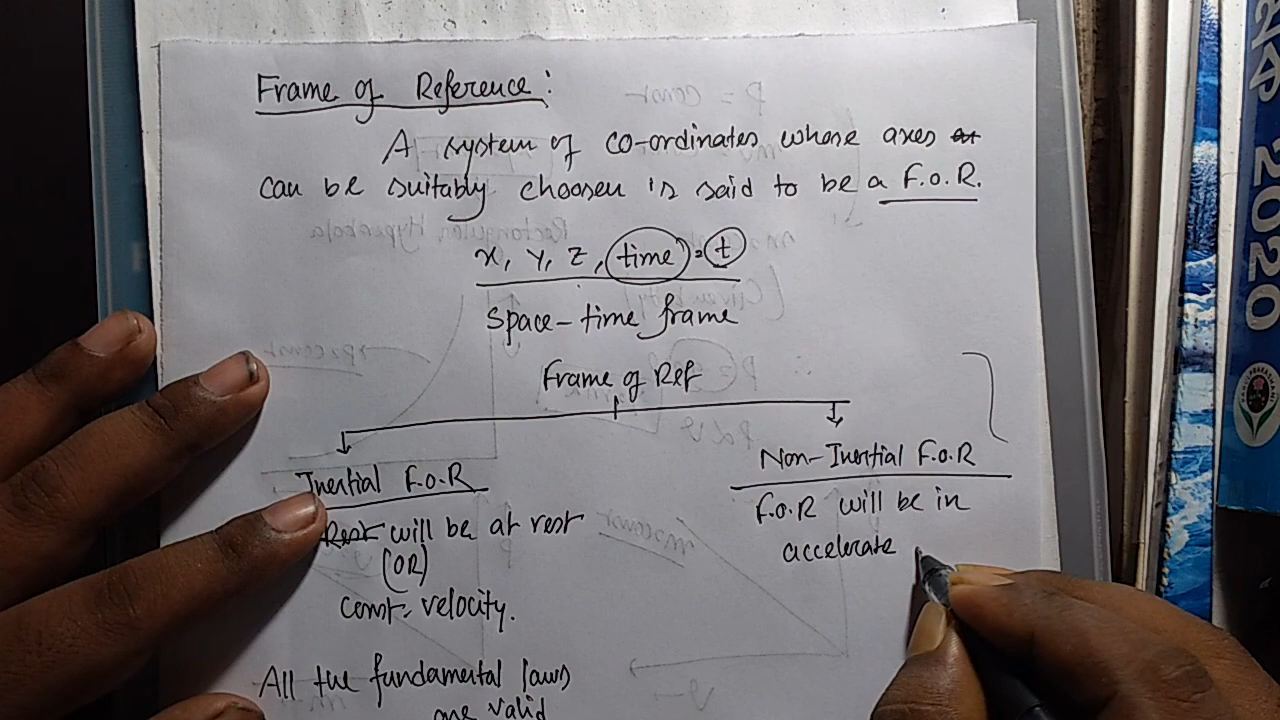 Frame of Reference:
A system of co-ordinates whose axes
can be suitably choosen is said to be a F.O.R.
x, y, z, time = t
Space-time frame
Frame of Ref
Inertial F.O.R
Non-Inertial F.O.R
Rest will be at rest
(OR)
const. velocity.
F.O.R will be in
accelerate
All the fundamental laws
are valid
2020